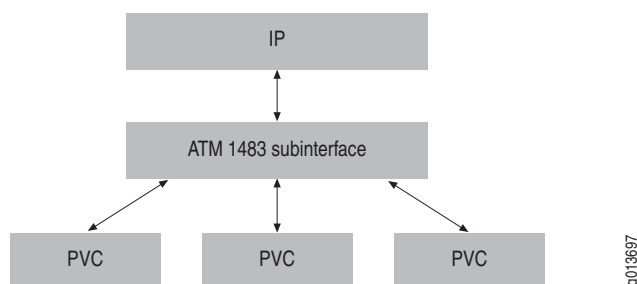 IP
ATM 1483 subinterface
PVC
PVC
PVC
g013697